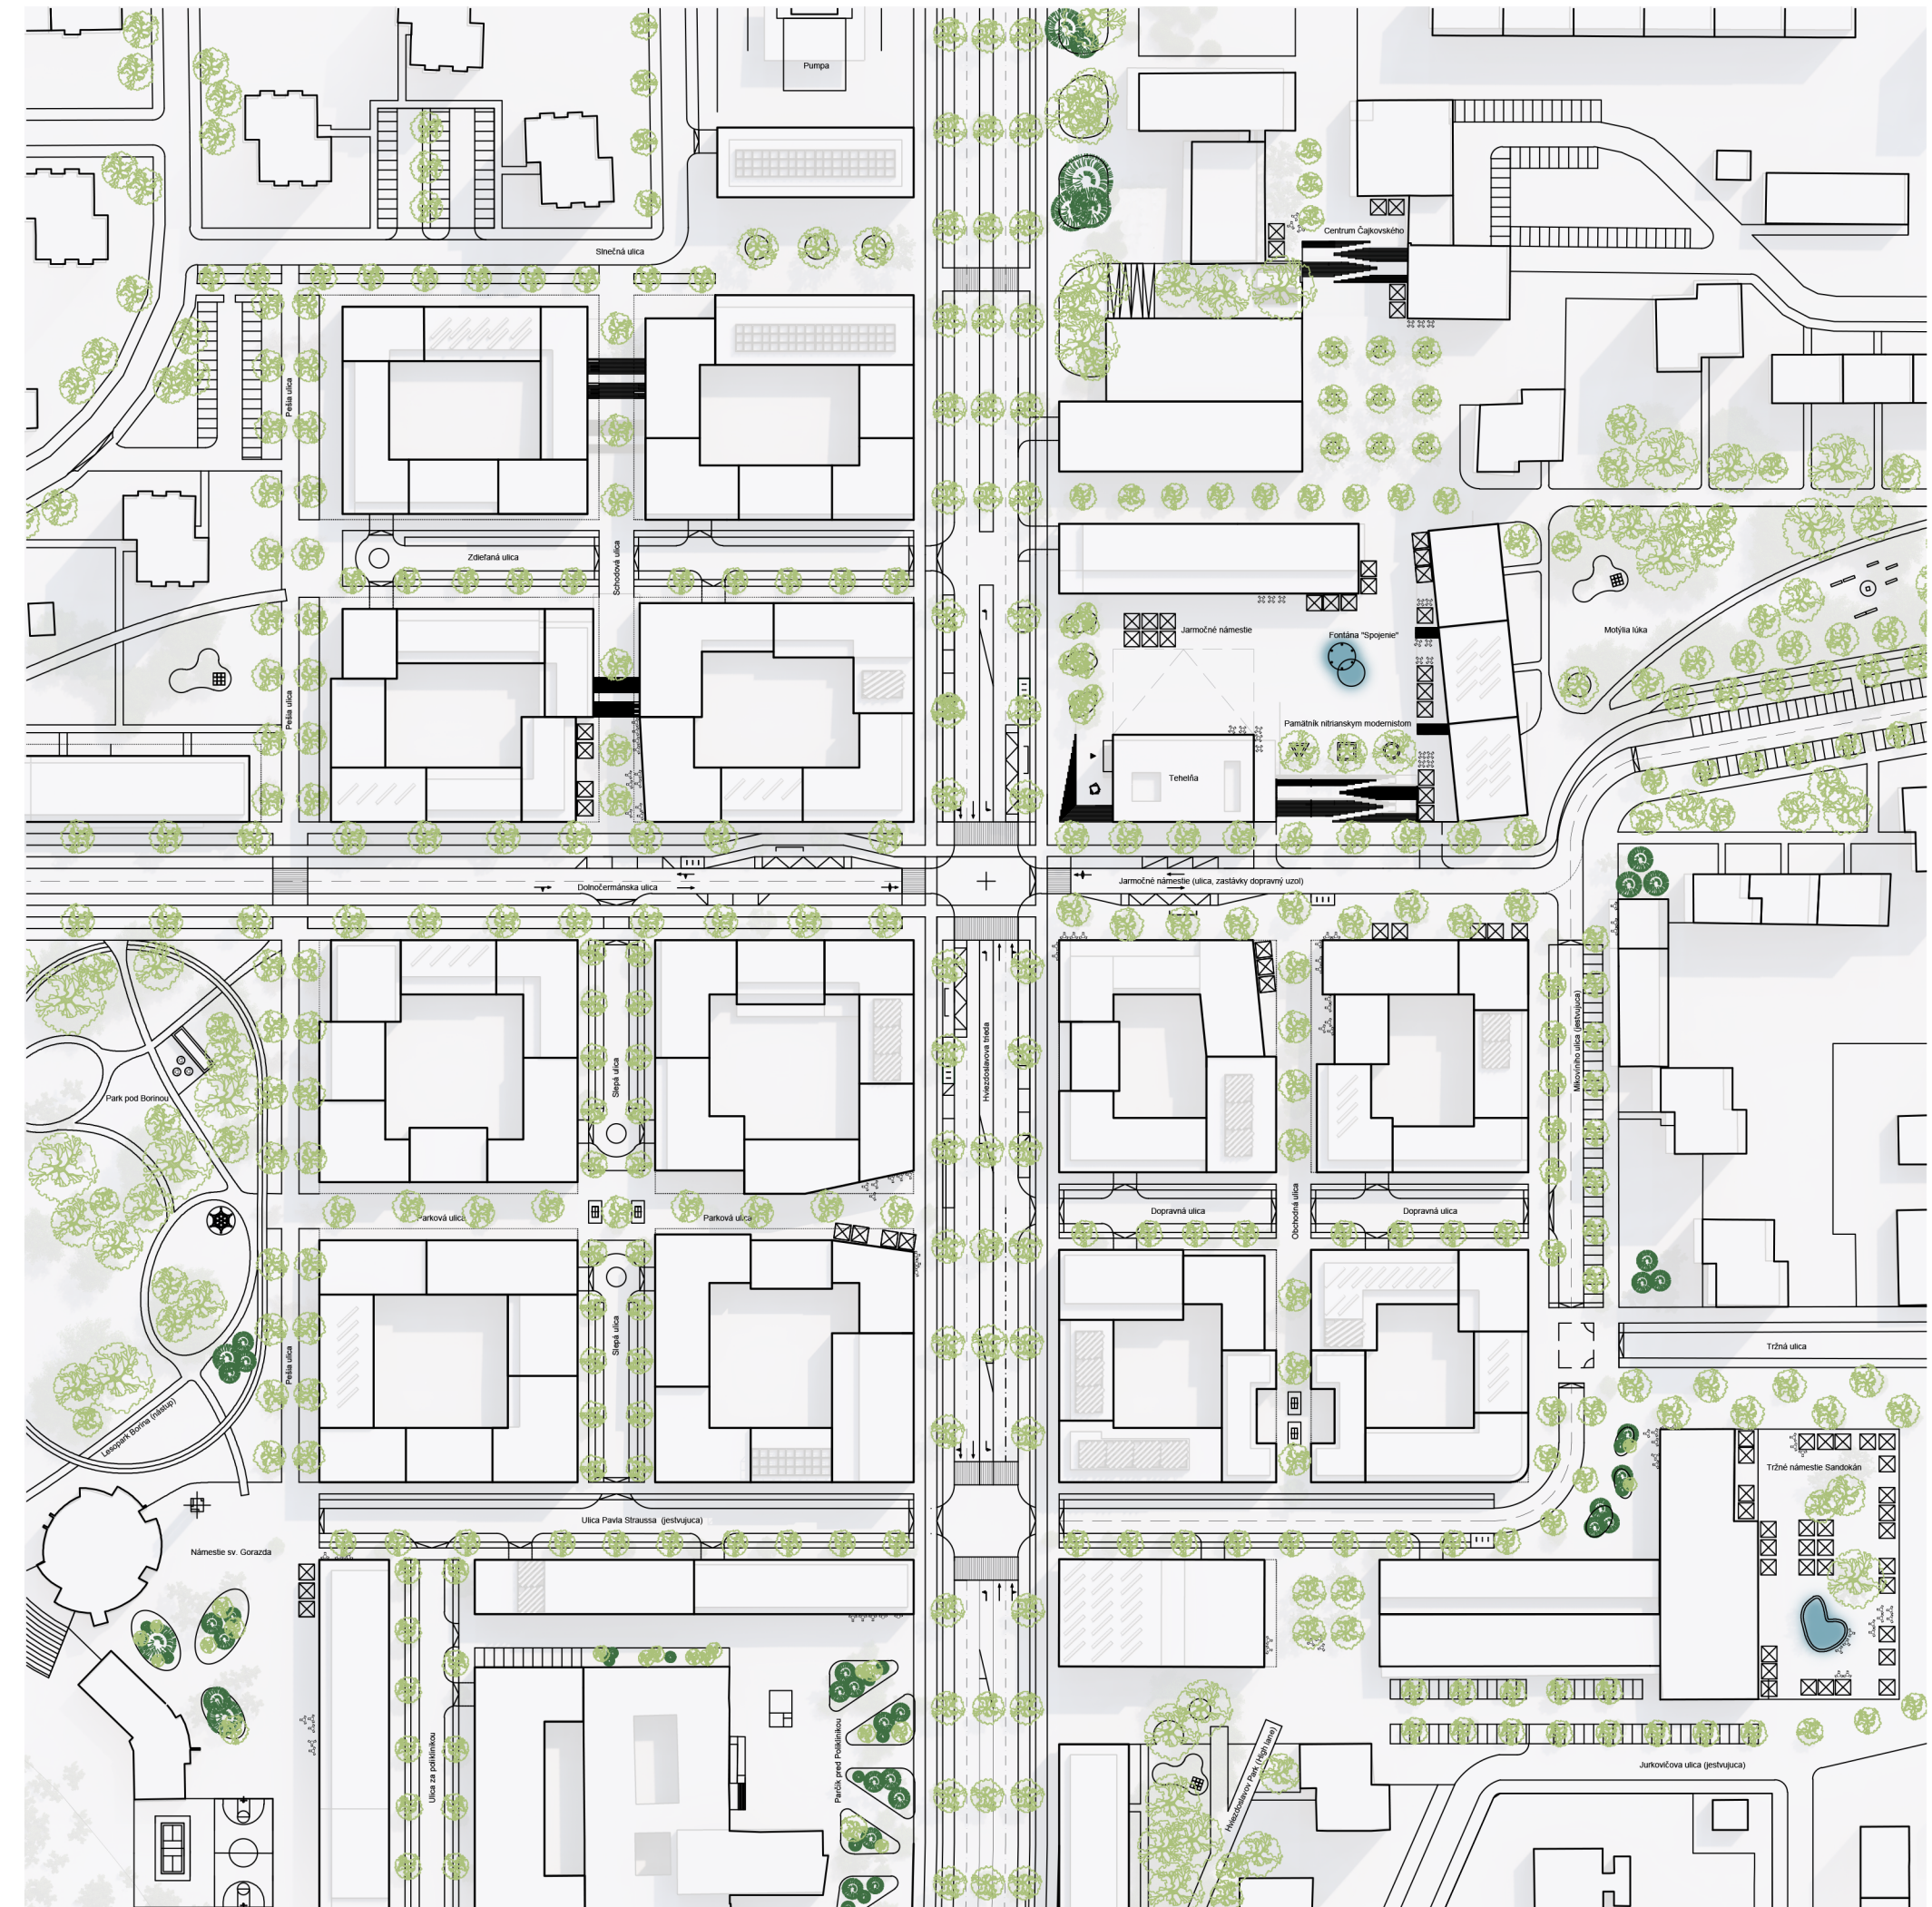 Pumpa
Slnečná ulica
Centrum Čajkovského
Pešia ulica
Zdieľaná ulica
Schodová ulica
Jarmočné námestie
Fontána "Spojenie"
Motýlia lúka
Pešia ulica
Pamätník nitrianskym modernistom
Tehelňa
Dolnočermánska ulica
Jarmočné námestie (ulica, zastávky dopravný uzol)
Park pod Borinou
Slepá ulica
Hviezdoslavova trieda
Mikovíniho ulica (jestvujuca)
Parková ulica
Parková ulica
Obchodná ulica
Dopravná ulica
Dopravná ulica
Pešia ulica
Slepá ulica
Tržná ulica
Lesopark Borina (nástup)
Tržné námestie Sandokán
Ulica Pavla Straussa (jestvujuca)
Námestie sv. Gorazda
Ulica za poliklinikou
Parčík pred Poliklinikou
Hviezdoslavov Park (High lane)
Jurkovičova ulica (jestvujuca)